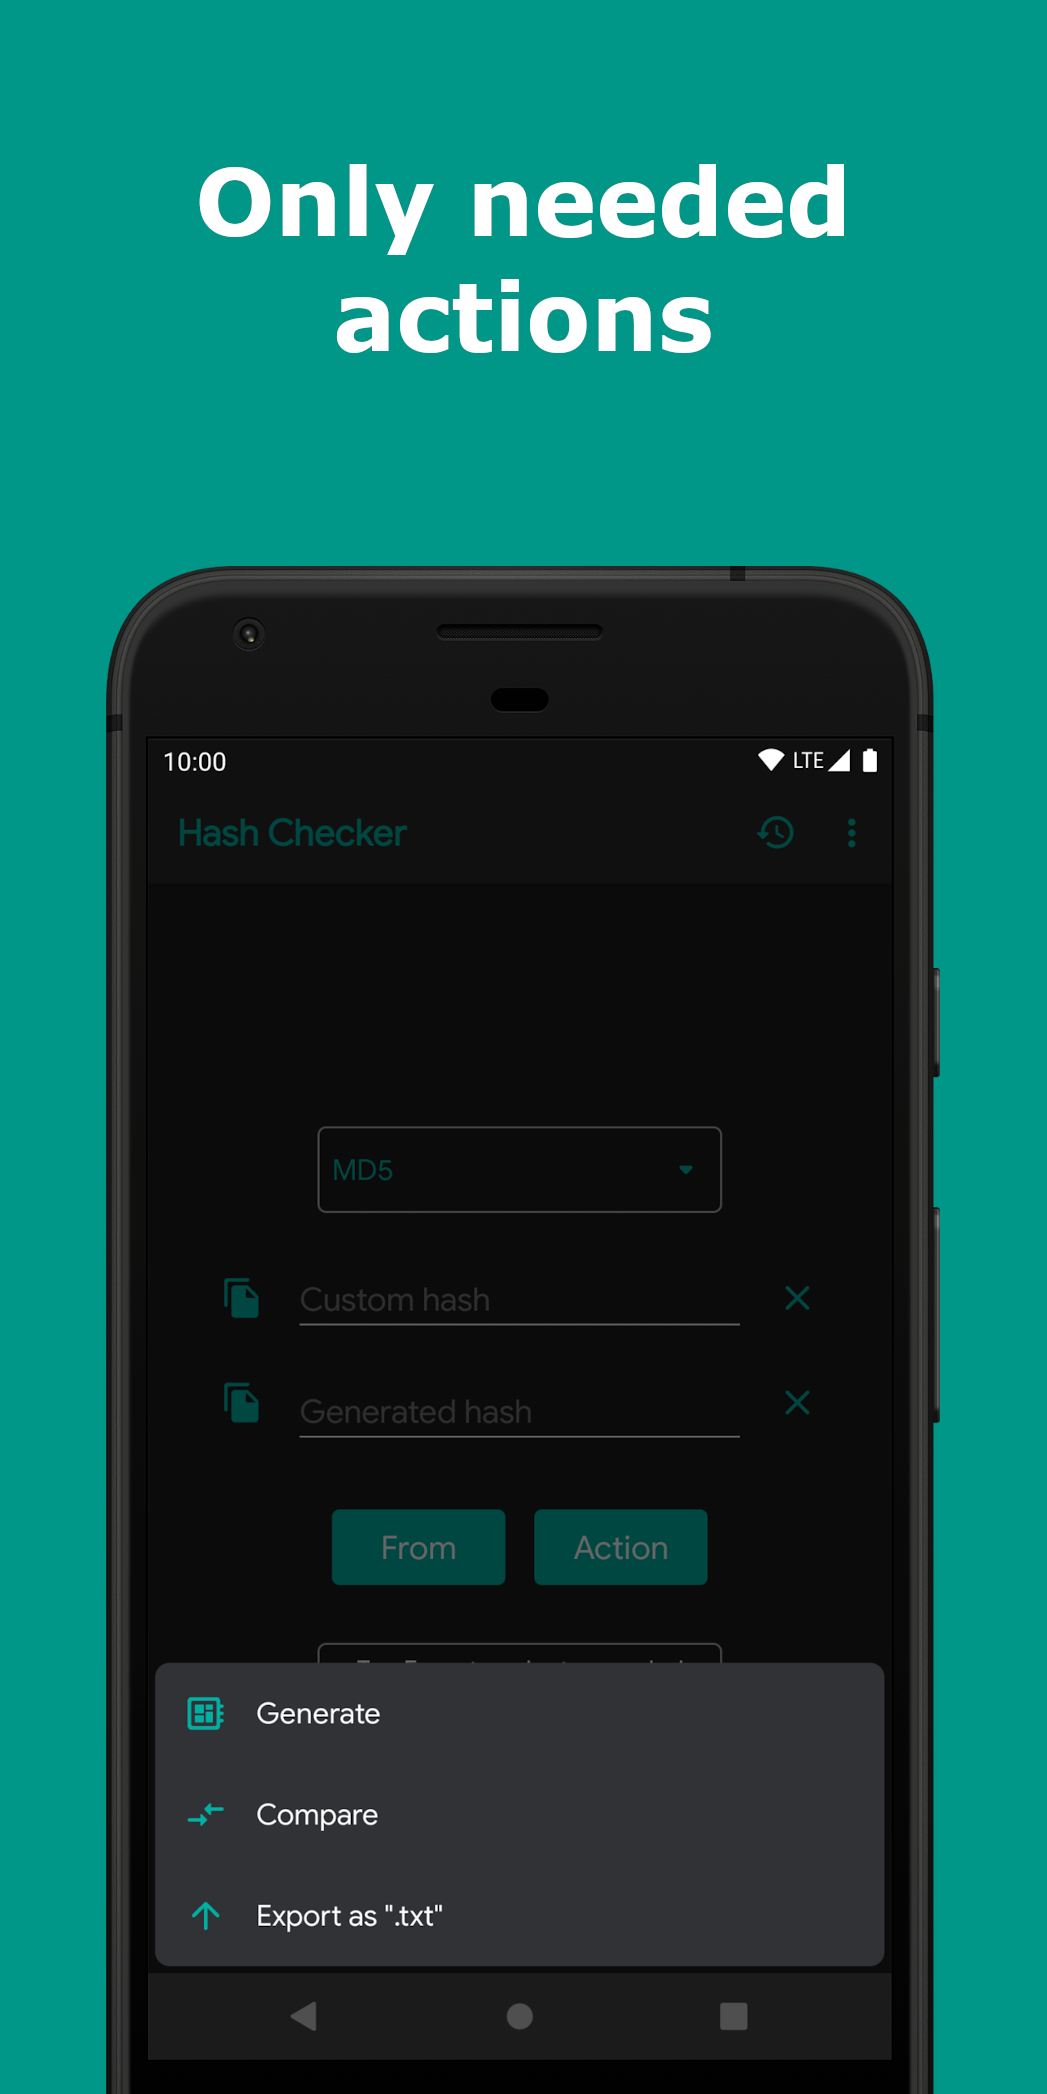 Only needed
actions
10:00
LTE
Hash Checker
MD5
Custom hash
Generated hash
From
Action
Generate
Compare
Export as ".txt"